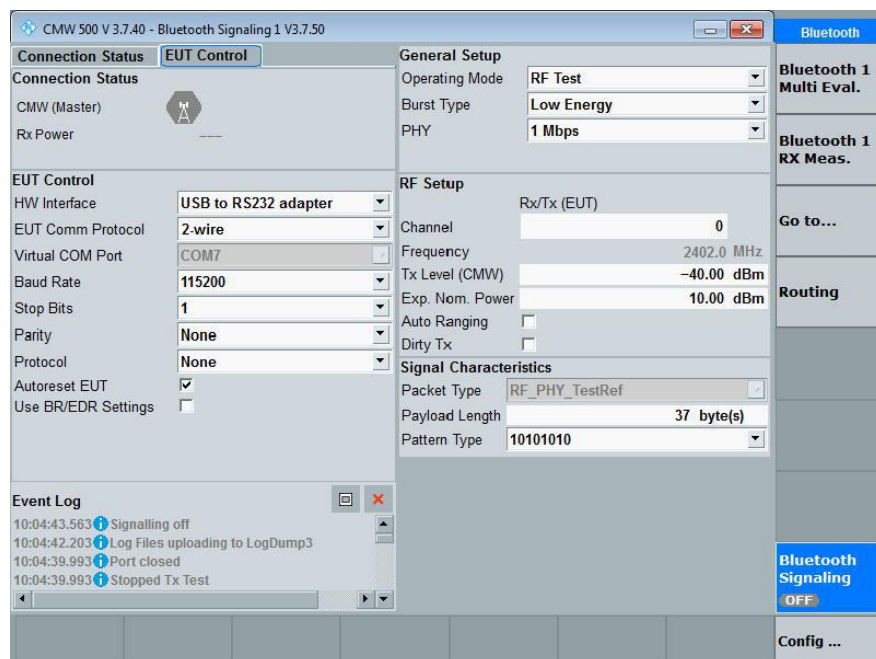 CMW 500 V 3.7.40 - Bluetooth Signaling 1 V3.7.50
Connection Status EUT Control
Connection Status
CMW (Master)
Rx Power ---
EUT Control
HW Interface USB to RS232 adapter
EUT Comm Protocol 2-wire
Virtual COM Port COM7
Baud Rate 115200
Stop Bits 1
Parity None
Protocol None
Autoreset EUT
Use BR/EDR Settings
Event Log
10:04:43.563 Signalling off
10:04:42.203 Log Files uploading to LogDump3
10:04:39.993 Port closed
10:04:39.993 Stopped Tx Test
General Setup
Operating Mode RF Test
Burst Type Low Energy
PHY 1 Mbps
RF Setup
Rx/Tx (EUT)
Channel 0
Frequency 2402.0 MHz
Tx Level (CMW) −40.00 dBm
Exp. Nom. Power 10.00 dBm
Auto Ranging
Dirty Tx
Signal Characteristics
Packet Type RF_PHY_TestRef
Payload Length 37 byte(s)
Pattern Type 10101010
Bluetooth
Bluetooth 1
Multi Eval.
Bluetooth 1
RX Meas.
Go to...
Routing
Bluetooth
Signaling
OFF
Config ...